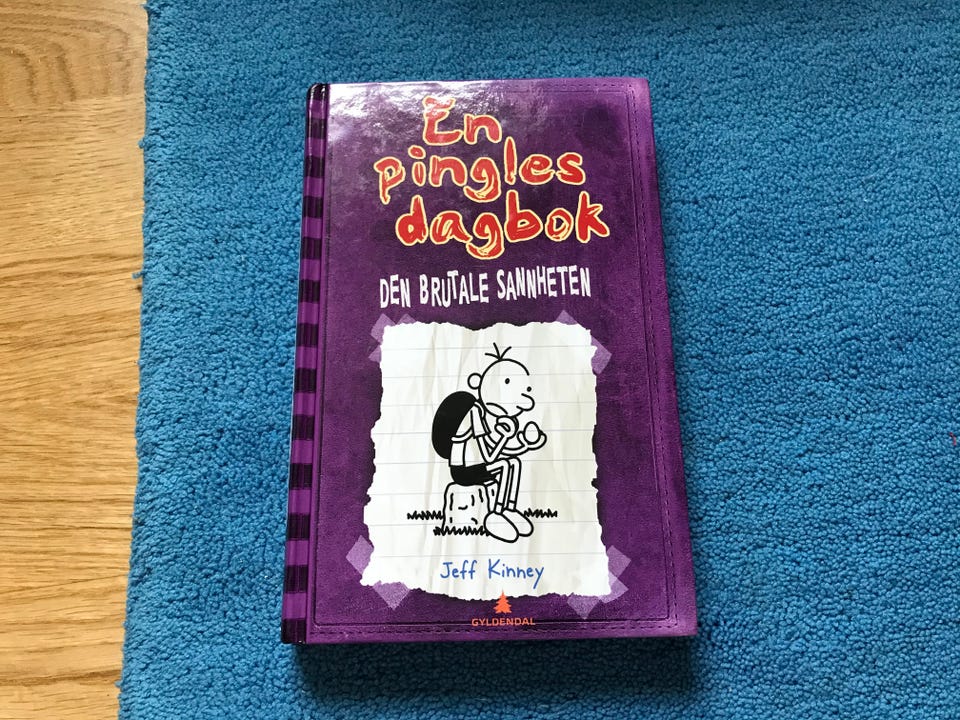 En
pingles
dagbok
DEN BRUTALE SANNHETEN
Jeff Kinney
GYLDENDAL